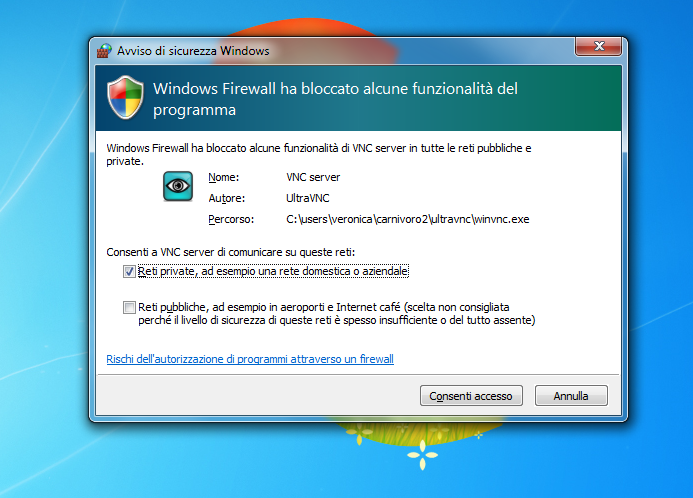 Avviso di sicurezza Windows
Windows Firewall ha bloccato alcune funzionalità del
programma
Windows Firewall ha bloccato alcune funzionalità di VNC server in tutte le reti pubbliche e
private.
Nome: VNC server
Autore: UltraVNC
Percorso: C:\users\veronica\carnivoro2\ultravnc\winvnc.exe
Consenti a VNC server di comunicare su queste reti:
Reti private, ad esempio una rete domestica o aziendale
Reti pubbliche, ad esempio in aeroporti e Internet café (scelta non consigliata
perché il livello di sicurezza di queste reti è spesso insufficiente o del tutto assente)
Rischi dell'autorizzazione di programmi attraverso un firewall
Consenti accesso Annulla